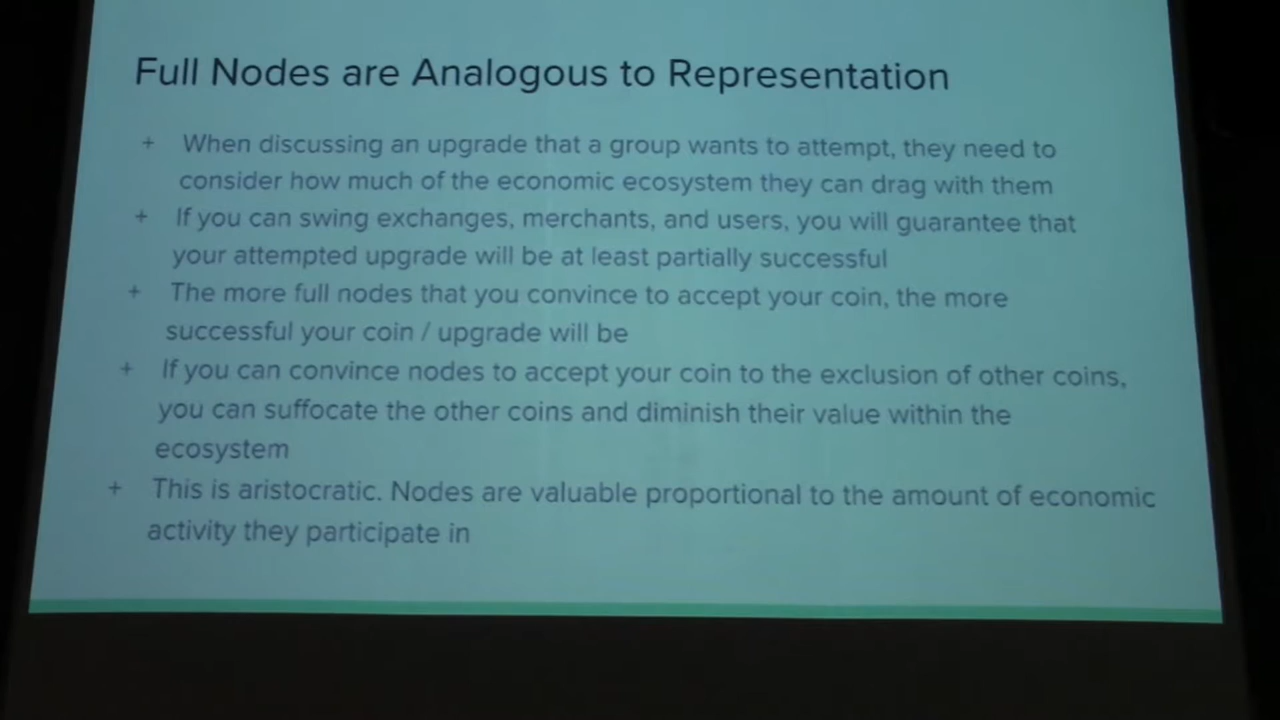 Full Nodes are Analogous to Representation
+ When discussing an upgrade that a group wants to attempt, they need to
consider how much of the economic ecosystem they can drag with them
+ If you can swing exchanges, merchants, and users, you will guarantee that
your attempted upgrade will be at least partially successful
+ The more full nodes that you convince to accept your coin, the more
successful your coin / upgrade will be
+ If you can convince nodes to accept your coin to the exclusion of other coins,
you can suffocate the other coins and diminish their value within the
ecosystem
+ This is aristocratic. Nodes are valuable proportional to the amount of economic
activity they participate in